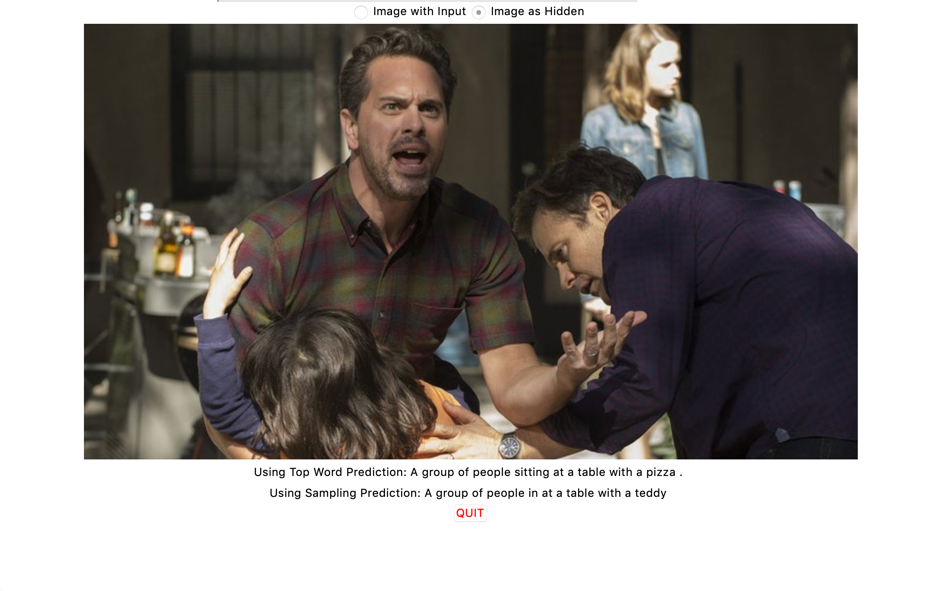 Image with Input Image as Hidden
Using Top Word Prediction: A group of people sitting at a table with a pizza .
Using Sampling Prediction: A group of people in at a table with a teddy
QUIT